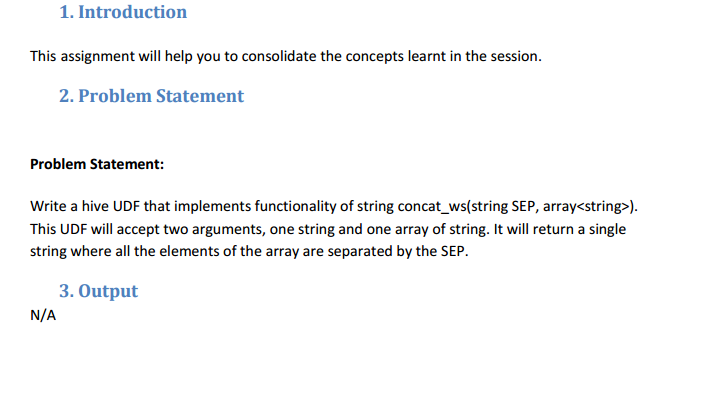 1. Introduction
This assignment will help you to consolidate the concepts learnt in the session.
2. Problem Statement
Problem Statement:
Write a hive UDF that implements functionality of string concat_ws(string SEP, array<string>).
This UDF will accept two arguments, one string and one array of string. It will return a single
string where all the elements of the array are separated by the SEP.
3. Output
N/A